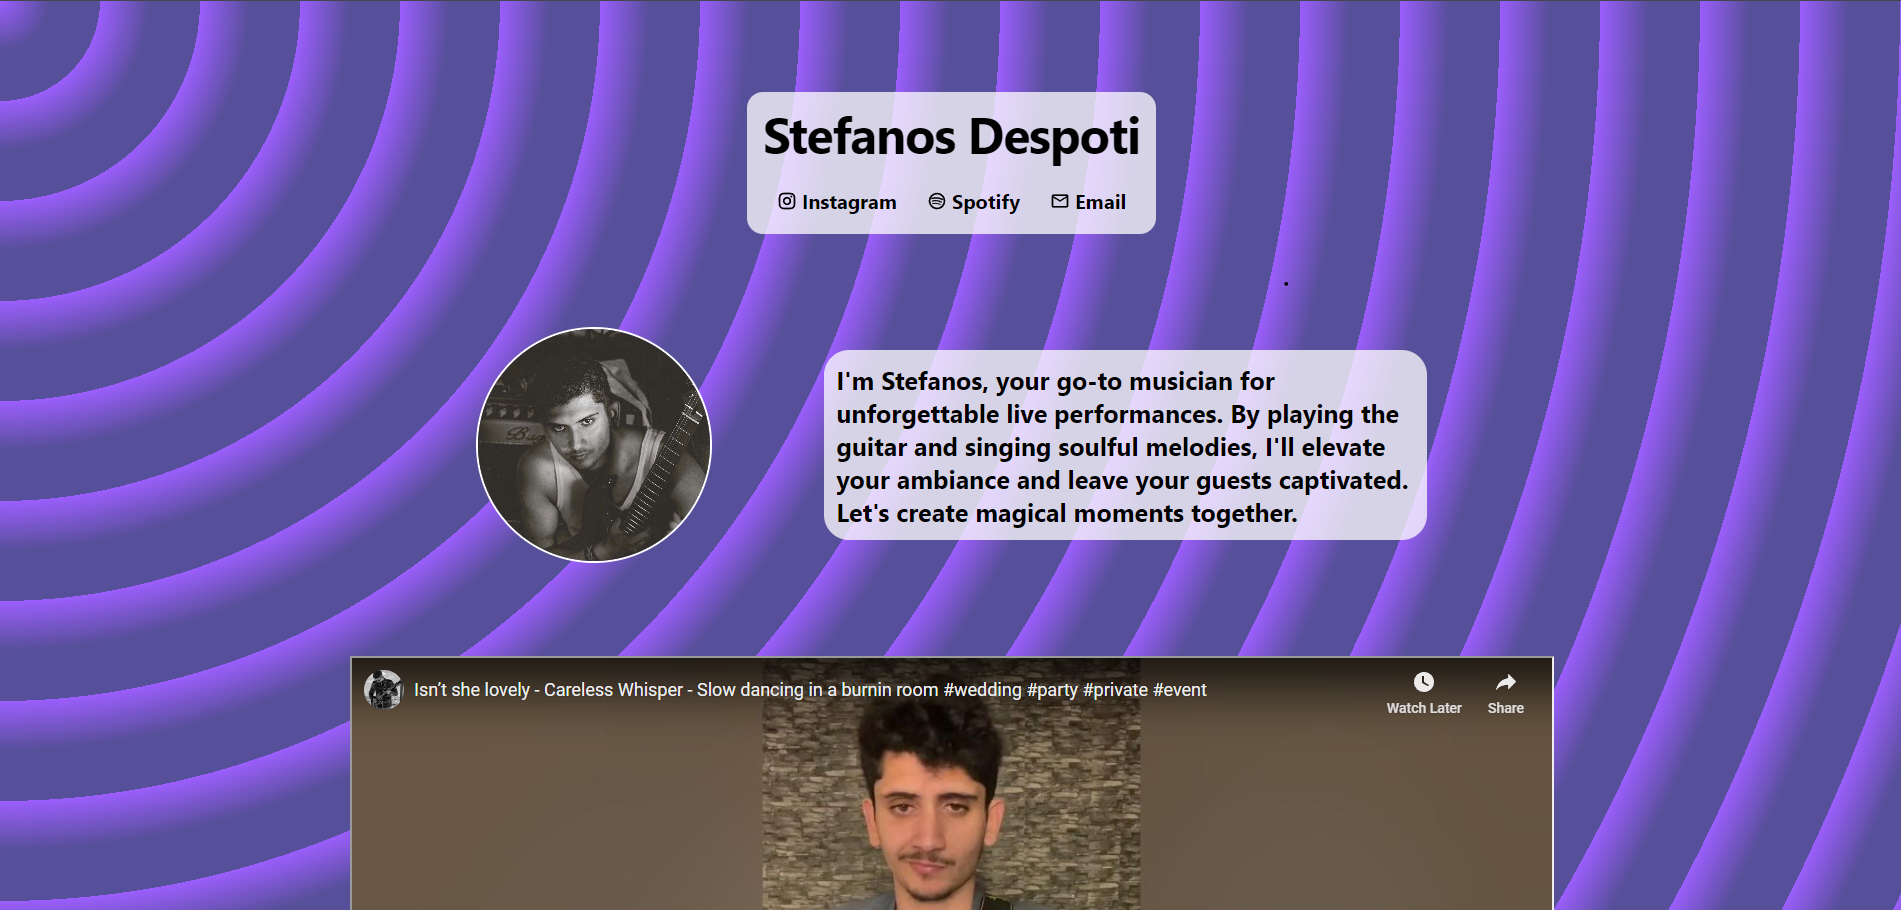 Stefanos Despoti
Instagram Spotify Email
.
I'm Stefanos, your go-to musician for
unforgettable live performances. By playing the
guitar and singing soulful melodies, I'll elevate
your ambiance and leave your guests captivated.
Let's create magical moments together.
Isn’t she lovely - Careless Whisper - Slow dancing in a burnin room #wedding #party #private #event
Watch Later Share